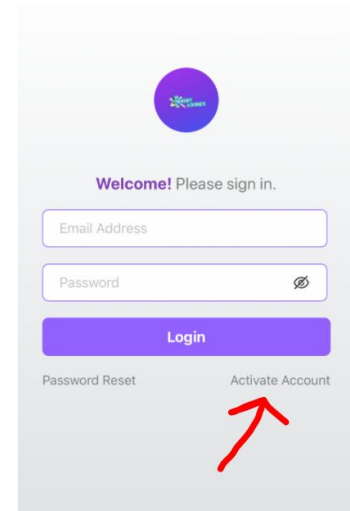 Welcome! Please sign in.
Email Address
Password
Login
Password Reset Activate Account